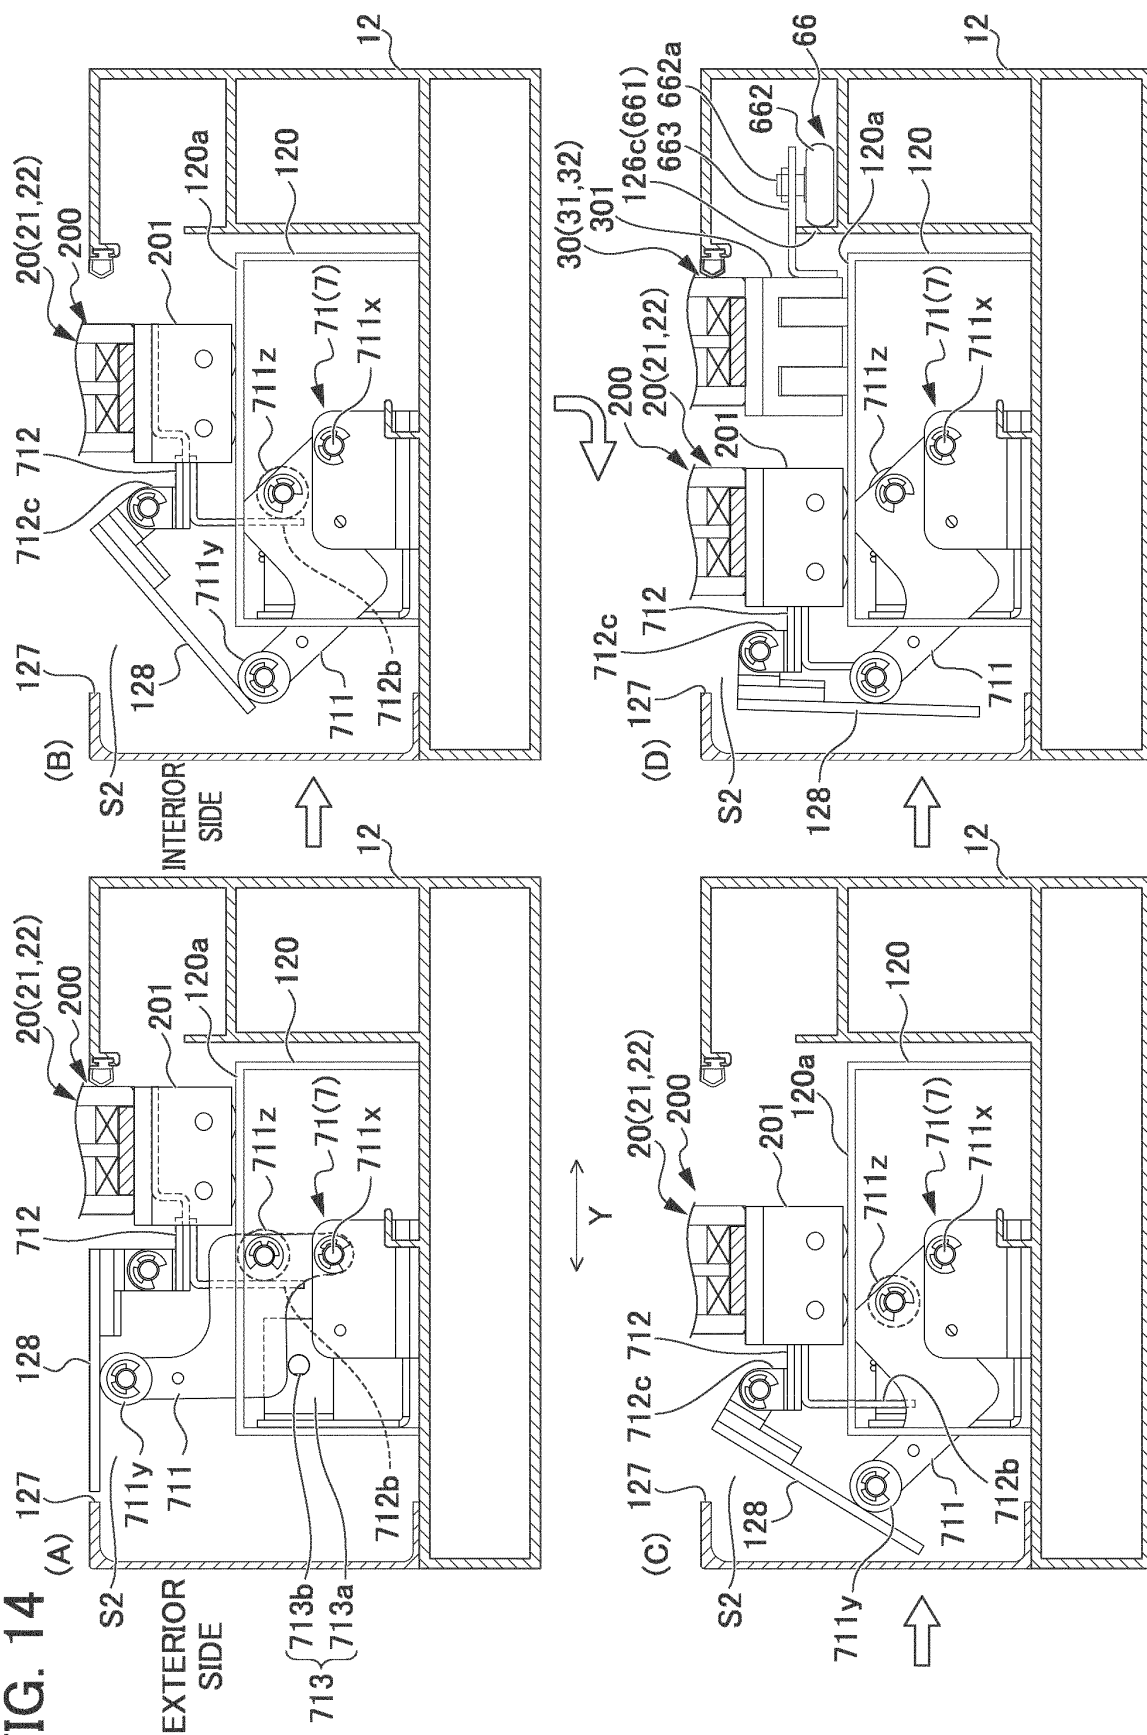 FIG. 14
(A)
EXTERIOR
SIDE
INTERIOR
SIDE
S2
127
128
712
20(21,22)
200
201
120a
120
12
711y
711
711z
71(7)
711x
712b
713b
713a
713
(B)
S2
127
128
712c
712
20(21,22)
200
201
120a
120
12
711y
711
711z
71(7)
711x
712b
Y
(C)
S2
127
128
712c
712
20(21,22)
200
201
120a
120
12
711y
711
711z
71(7)
711x
712b
(D)
S2
127
128
712c
712
200
20(21,22)
201
30(31,32)
301
126c(661)
663
662a
662
66
120a
120
12
711
711z
71(7)
711x